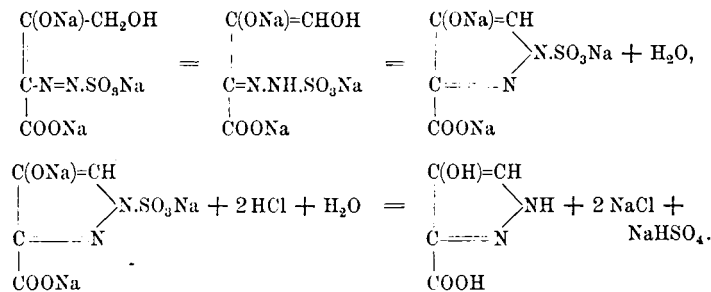 C(ONa)-CH₂OH C(ONa)=CHOH C(ONa)=CH
= = N.SO₃Na + H₂O,
C-N=N.SO₃Na C=N.NH.SO₃Na C=N
COONa COONa COONa
C(ONa)=CH C(OH)=CH
N.SO₃Na + 2 HCl + H₂O = NH + 2 NaCl +
C=N C=N NaHSO₄.
COONa COOH